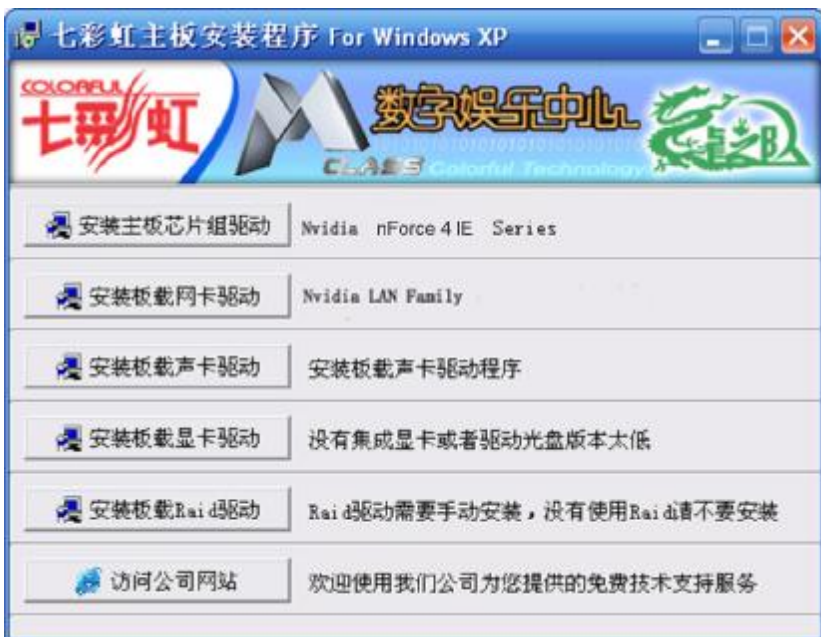 七彩虹主板安装程序 For Windows XP
COLORFUL
七彩虹
CLASS
数字娱乐中心
Colorful Technology
安装主板芯片组驱动 Nvidia nForce 4 IE Series
安装板载网卡驱动 Nvidia LAN Family
安装板载声卡驱动 安装板载声卡驱动程序
安装板载显卡驱动 没有集成显卡或者驱动光盘版本太低
安装板载Raid驱动 Raid驱动需要手动安装，没有使用Raid请不要安装
访问公司网站 欢迎使用我们公司为您提供的免费技术支持服务